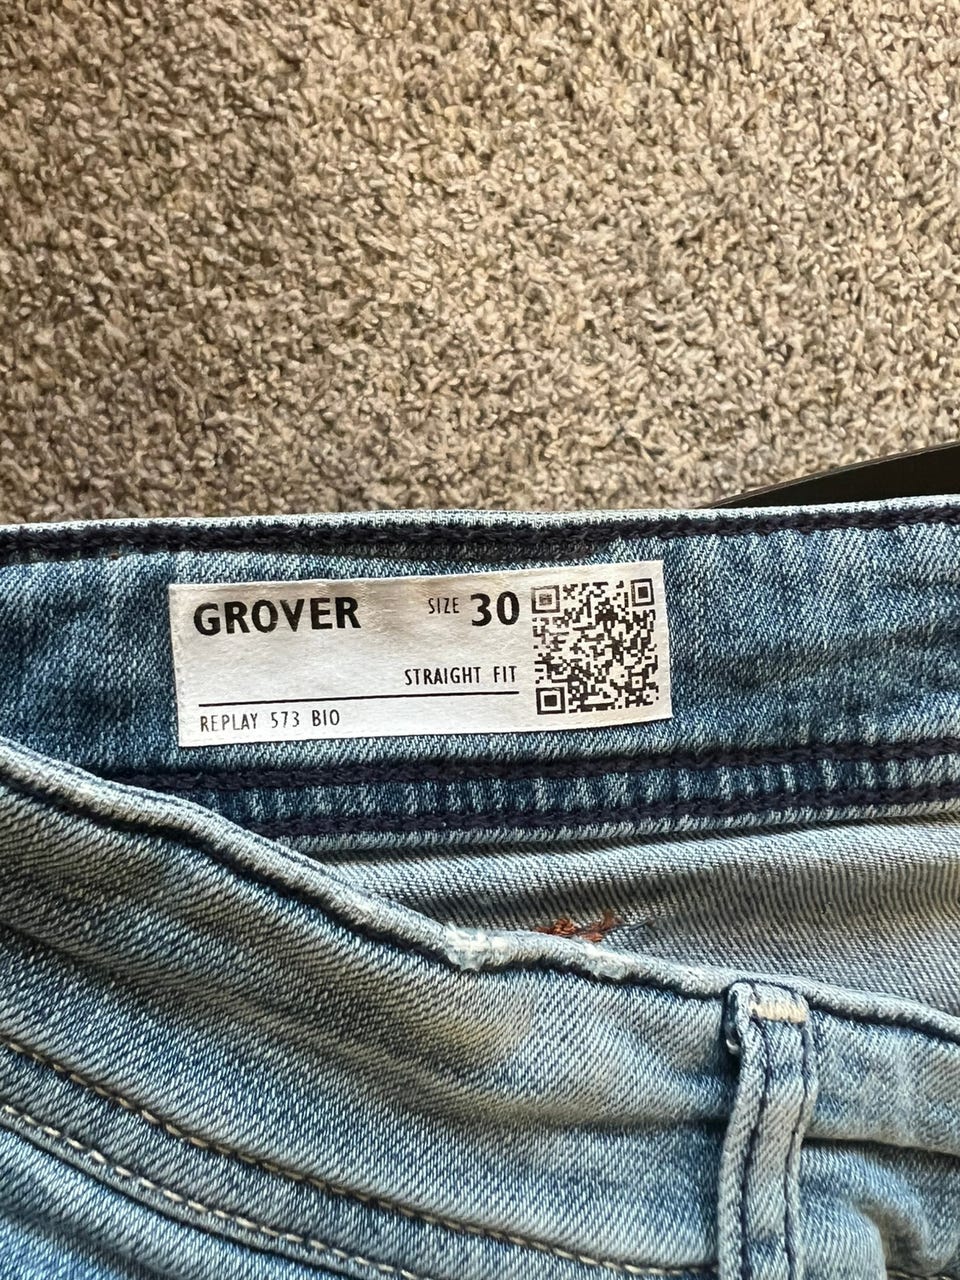 GROVER SIZE 30
STRAIGHT FIT
REPLAY 573 BIO